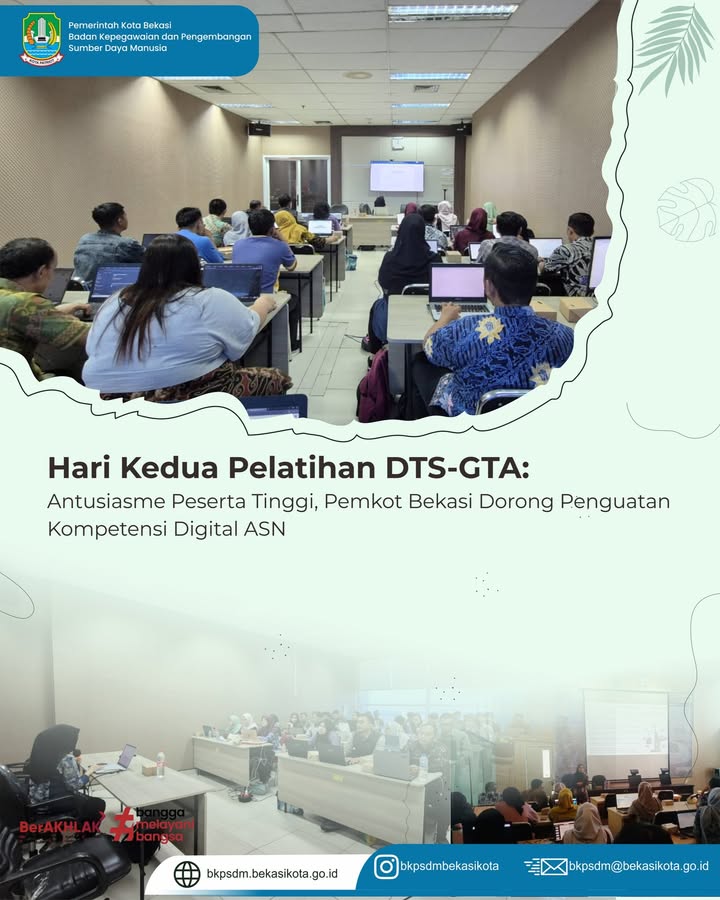 Pemerintah Kota Bekasi
Badan Kepegawaian dan Pengembangan
Sumber Daya Manusia
KOTA PATRIOT
Hari Kedua Pelatihan DTS-GTA:
Antusiasme Peserta Tinggi, Pemkot Bekasi Dorong Penguatan
Kompetensi Digital ASN
BerAKHLAK
#bangga
melayani
bangsa
bkpsdm.bekasikota.go.id
bkpsdmbekasikota
bkpsdm@bekasikota.go.id